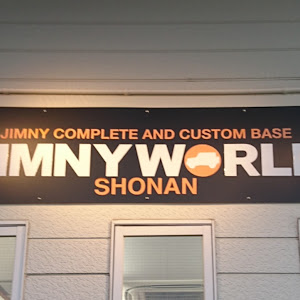 JIMNY COMPLETE AND CUSTOM BASE
IMNYWORL
SHONAN